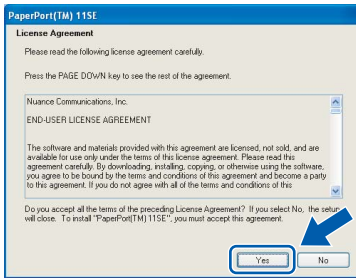 PaperPort(TM) 11SE
License Agreement
Please read the following license agreement carefully.
Press the PAGE DOWN key to see the rest of the agreement.
Nuance Communications, Inc.
END-USER LICENSE AGREEMENT
The software and materials provided with this agreement are licensed, not sold, and are
available for use only under the terms of this license agreement. Please read this
agreement carefully. By downloading, installing, copying, or otherwise using the software,
you agree to be bound by the terms and conditions of this agreement and become a party
to this agreement. If you do not agree with all of the terms and conditions of this
Do you accept all the terms of the preceding License Agreement? If you select No, the setup
will close. To install "PaperPort(TM) 11SE", you must accept this agreement.
Yes
No